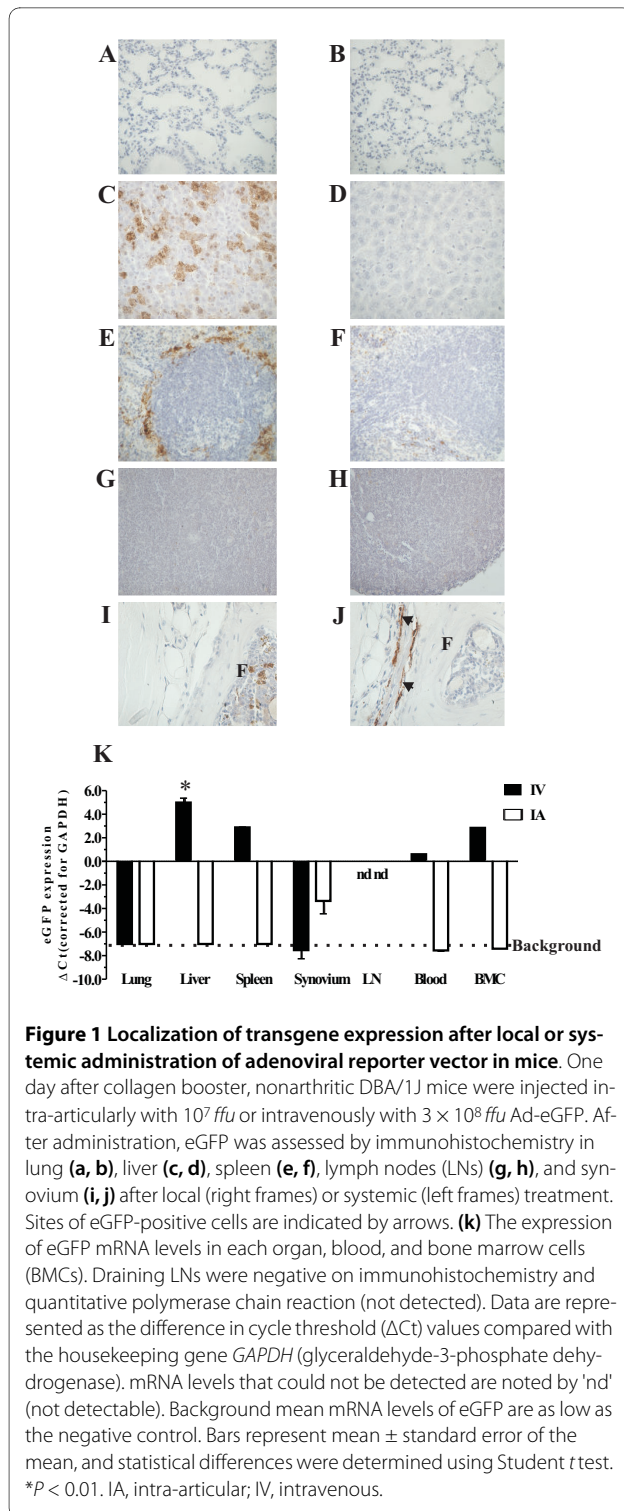 A
B
C
D
E
F
G
H
I
F
J
F
K
*
IV
IA
eGFP expression
ΔCt(corrected for GAPDH)
6.0
4.0
2.0
0.0
-2.0
-4.0
-6.0
-8.0
-10.0
nd nd
Background
Lung Liver Spleen Synovium LN Blood BMC
Figure 1 Localization of transgene expression after local or sys-
temic administration of adenoviral reporter vector in mice. One
day after collagen booster, nonarthritic DBA/1J mice were injected in-
tra-articularly with 10⁷ ffu or intravenously with 3 × 10⁸ ffu Ad-eGFP. Af-
ter administration, eGFP was assessed by immunohistochemistry in
lung (a, b), liver (c, d), spleen (e, f), lymph nodes (LNs) (g, h), and syn-
ovium (i, j) after local (right frames) or systemic (left frames) treatment.
Sites of eGFP-positive cells are indicated by arrows. (k) The expression
of eGFP mRNA levels in each organ, blood, and bone marrow cells
(BMCs). Draining LNs were negative on immunohistochemistry and
quantitative polymerase chain reaction (not detected). Data are repre-
sented as the difference in cycle threshold (ΔCt) values compared with
the housekeeping gene GAPDH (glyceraldehyde-3-phosphate dehy-
drogenase). mRNA levels that could not be detected are noted by 'nd'
(not detectable). Background mean mRNA levels of eGFP are as low as
the negative control. Bars represent mean ± standard error of the
mean, and statistical differences were determined using Student t test.
*P < 0.01. IA, intra-articular; IV, intravenous.